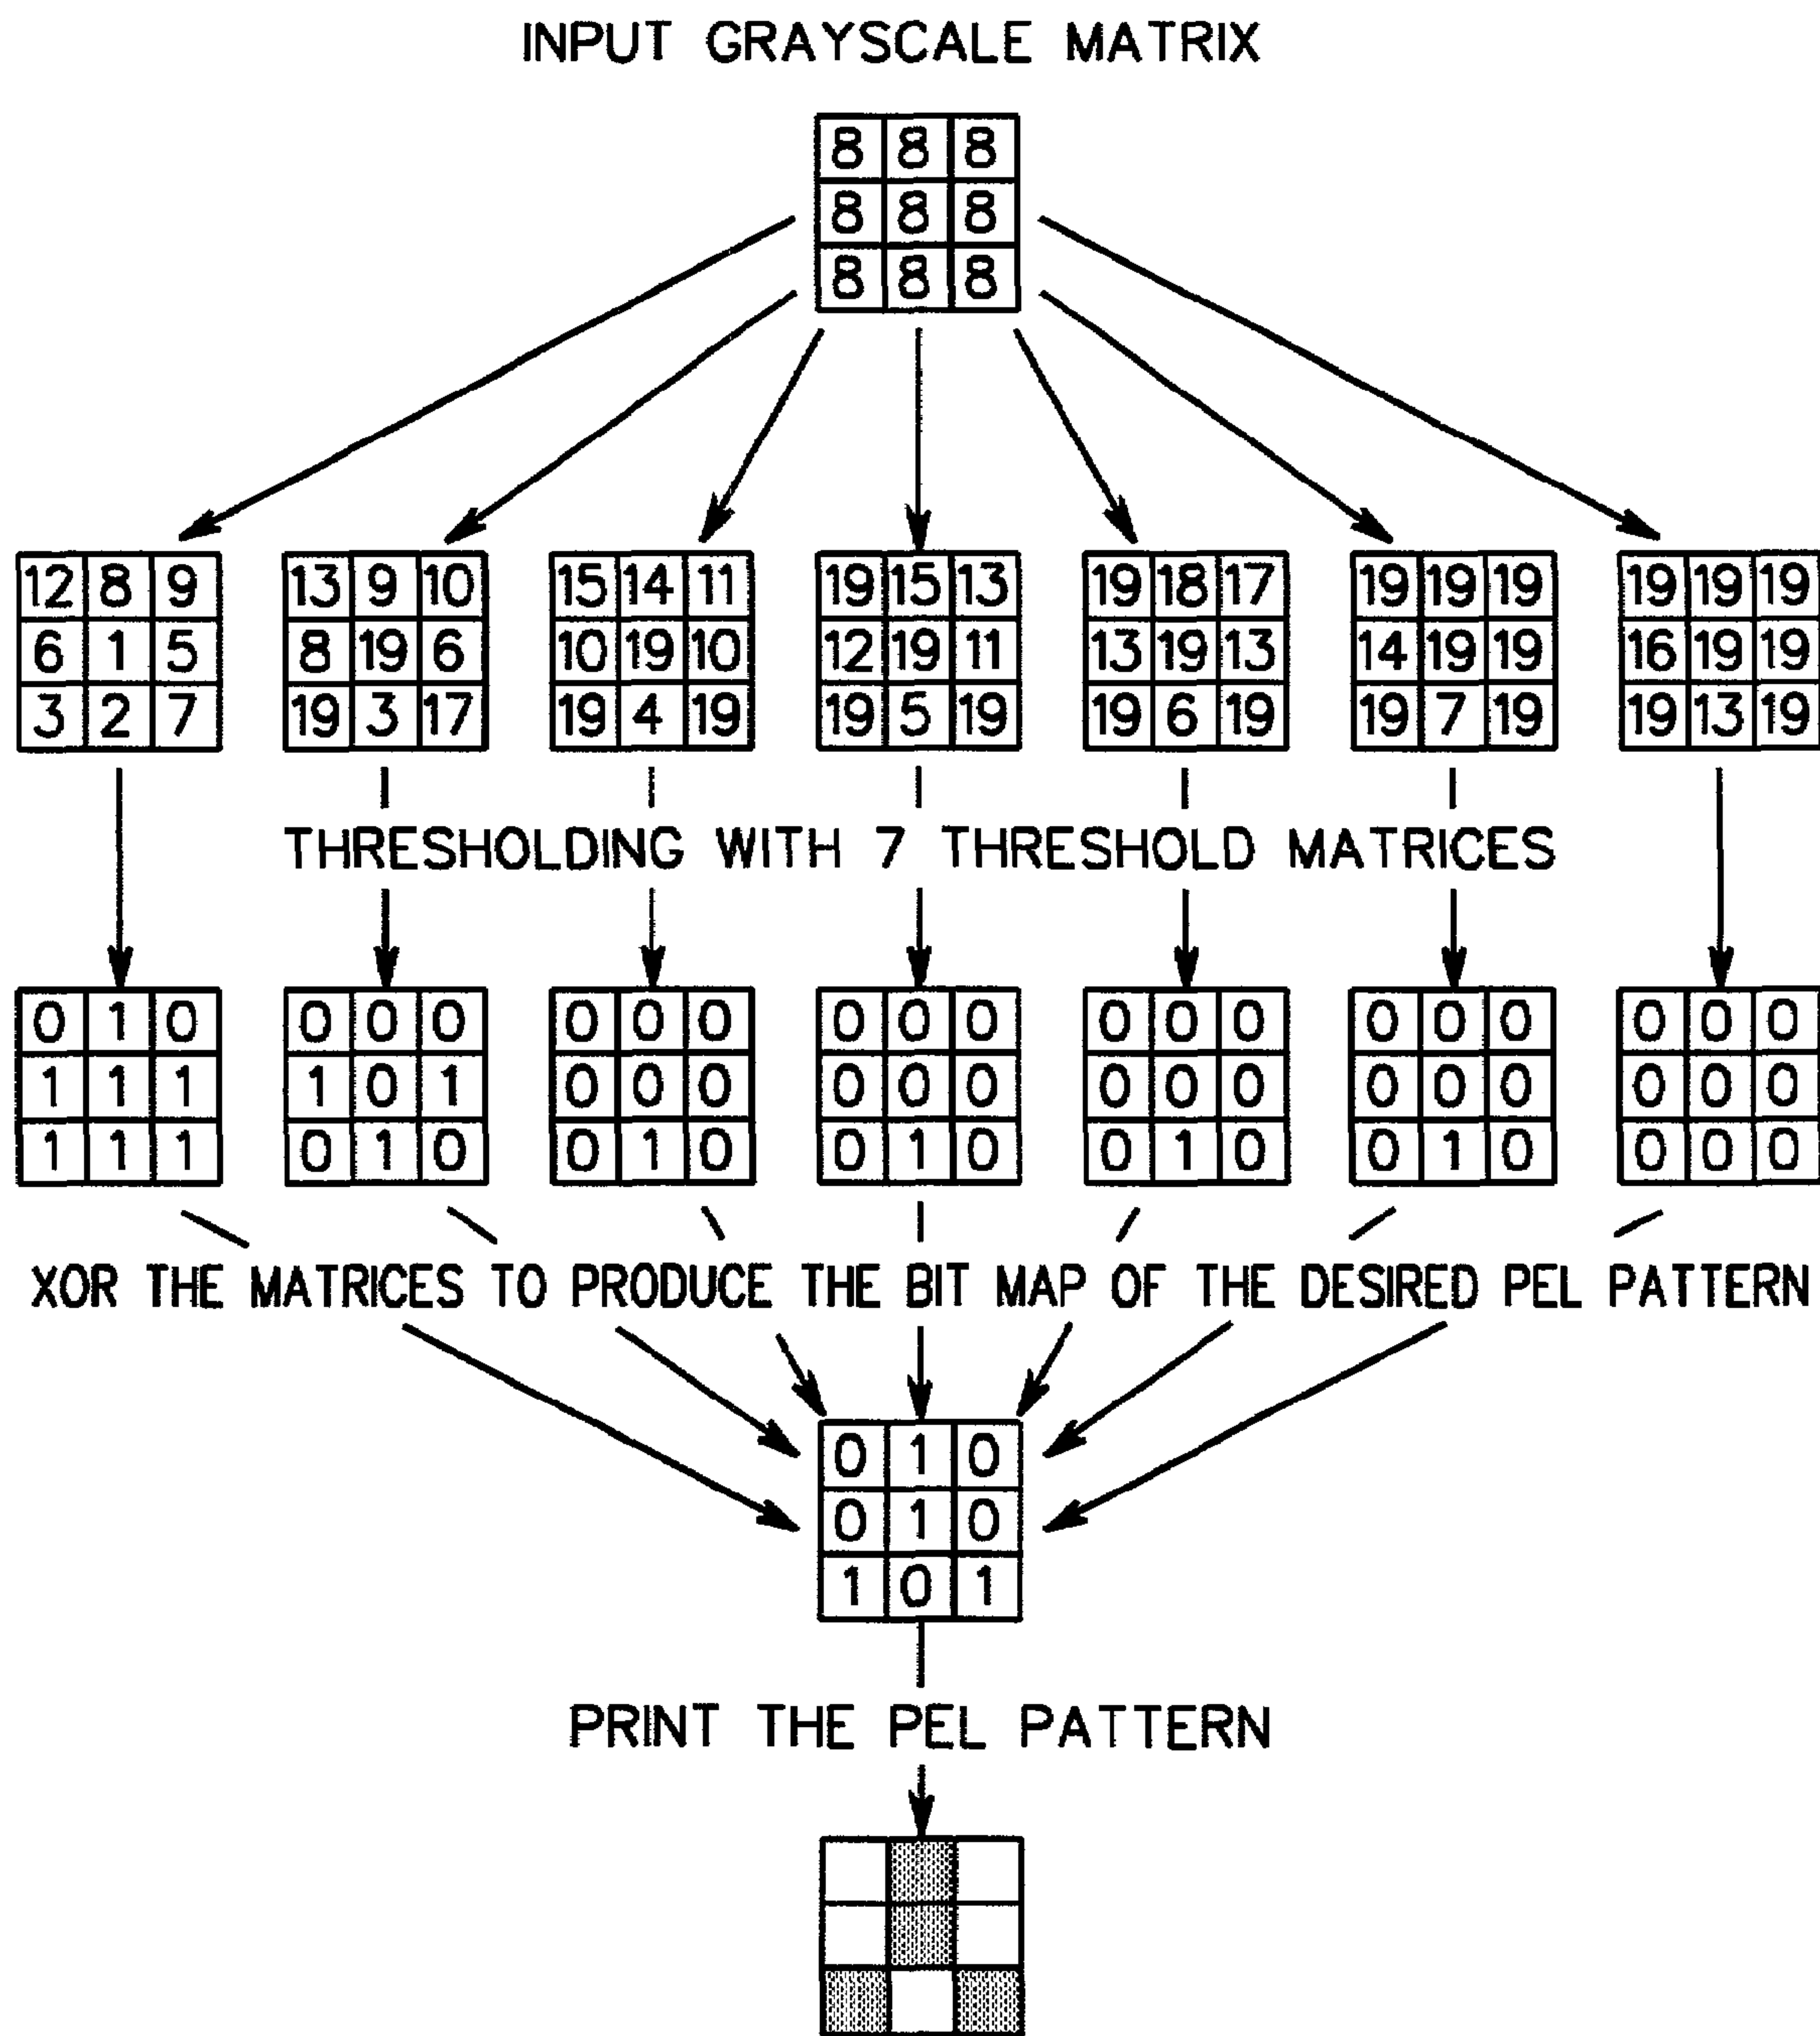 INPUT GRAYSCALE MATRIX
8 8 8
8 8 8
8 8 8
12 8 9 13 9 10 15 14 11 19 15 13 19 18 17 19 19 19 19 19 19
6 1 5 8 19 6 10 19 10 12 19 11 13 19 13 14 19 19 16 19 19
3 2 7 19 3 17 19 4 19 19 5 19 19 6 19 19 7 19 19 13 19
THRESHOLDING WITH 7 THRESHOLD MATRICES
0 1 0 0 0 0 0 0 0 0 0 0 0 0 0 0 0 0 0 0 0
1 1 1 1 0 1 0 0 0 0 0 0 0 0 0 0 0 0 0 0 0
1 1 1 0 1 0 0 1 0 0 1 0 0 1 0 0 1 0 0 0 0
XOR THE MATRICES TO PRODUCE THE BIT MAP OF THE DESIRED PEL PATTERN
0 1 0
0 1 0
1 0 1
PRINT THE PEL PATTERN